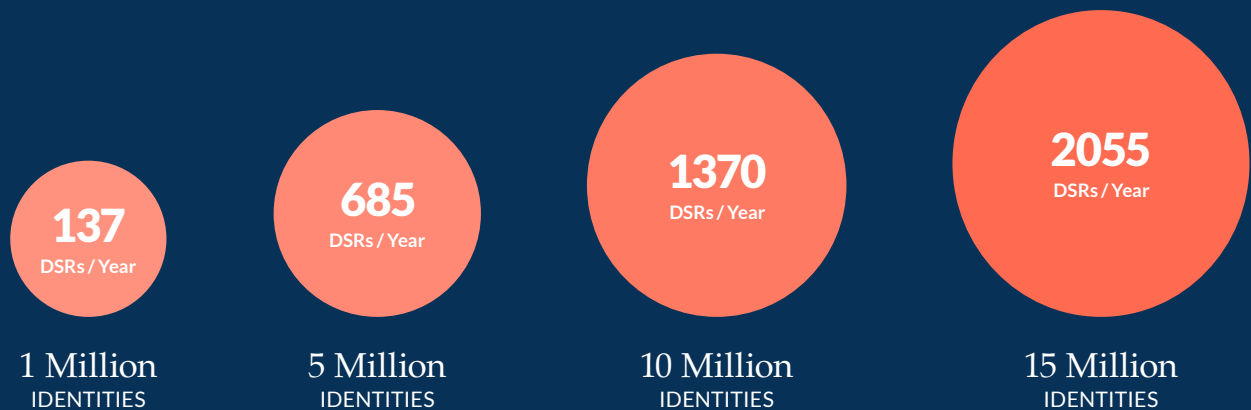 137
DSRs / Year
685
DSRs / Year
1370
DSRs / Year
2055
DSRs / Year
1 Million
IDENTITIES
5 Million
IDENTITIES
10 Million
IDENTITIES
15 Million
IDENTITIES